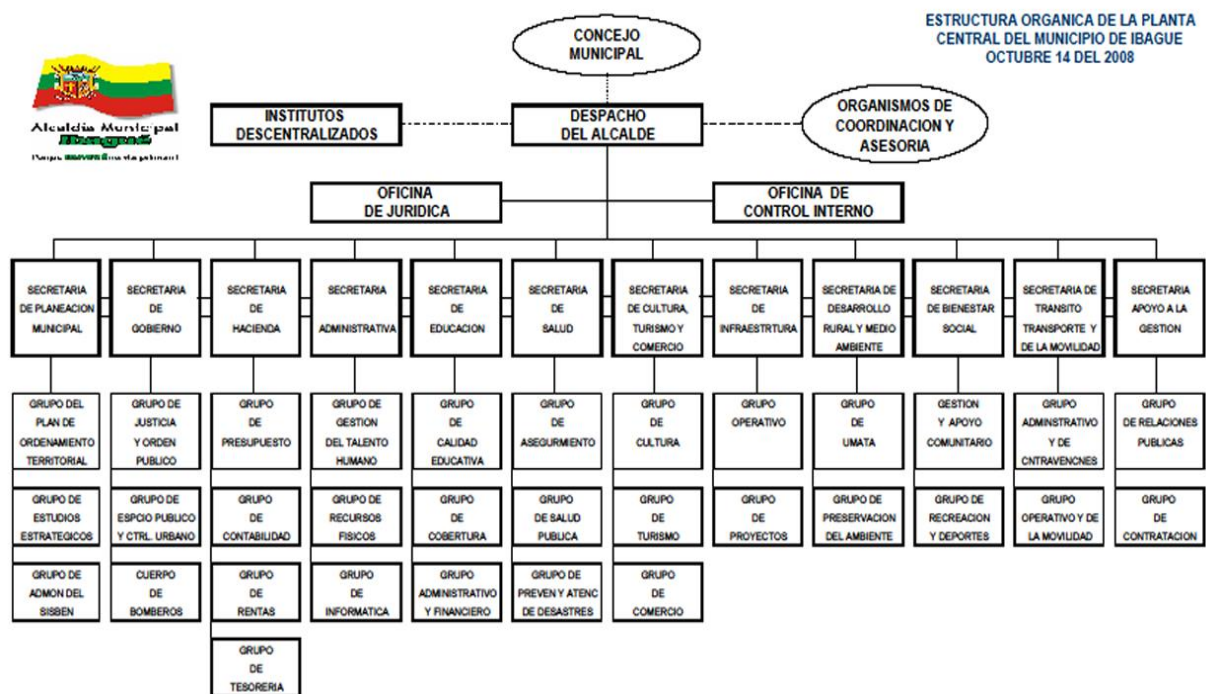 ESTRUCTURA ORGANICA DE LA PLANTA
CENTRAL DEL MUNICIPIO DE IBAGUE
OCTUBRE 14 DEL 2008
CONCEJO
MUNICIPAL
Alcaldía Municipal
Ibagué
INSTITUTOS
DESCENTRALIZADOS
DESPACHO
DEL ALCALDE
ORGANISMOS DE
COORDINACION Y
ASESORIA
OFICINA
DE JURIDICA
OFICINA DE
CONTROL INTERNO
SECRETARIA
DE PLANEACION
MUNICIPAL
SECRETARIA
DE
GOBIERNO
SECRETARIA
DE
HACIENDA
SECRETARIA
ADMINISTRATIVA
SECRETARIA
DE
EDUCACION
SECRETARIA
DE
SALUD
SECRETARIA
DE CULTURA,
TURISMO Y
COMERCIO
SECRETARIA
DE
INFRAESTRTURA
SECRETARIA DE
DESARROLLO
RURAL Y MEDIO
AMBIENTE
SECRETARIA
DE BIENESTAR
SOCIAL
SECRETARIA DE
TRANSITO
TRANSPORTE Y
DE LA MOVILIDAD
SECRETARIA
APOYO A LA
GESTION
GRUPO DEL
PLAN DE
ORDENAMIENTO
TERRITORIAL
GRUPO DE
JUSTICIA
Y ORDEN
PUBLICO
GRUPO
DE
PRESUPUESTO
GRUPO DE
GESTION
DEL TALENTO
HUMANO
GRUPO
DE
CALIDAD
EDUCATIVA
GRUPO
DE
ASEGURMIENTO
GRUPO
DE
CULTURA
GRUPO
OPERATIVO
GRUPO
DE
UMATA
GESTION
Y APOYO
COMUNITARIO
GRUPO
ADMINSTRATIVO
Y DE
CNTRAVENCNES
GRUPO
DE RELACIONES
PUBLICAS
GRUPO DE
ESTUDIOS
ESTRATEGICOS
GRUPO DE
ESPCIO PUBLICO
Y CTRL. URBANO
GRUPO
DE
CONTABILIDAD
GRUPO DE
RECURSOS
FISICOS
GRUPO
DE
COBERTURA
GRUPO
DE SALUD
PUBLICA
GRUPO
DE
TURISMO
GRUPO
DE
PROYECTOS
GRUPO DE
PRESERVACION
DEL AMBIENTE
GRUPO DE
RECREACION
Y DEPORTES
GRUPO
OPERATIVO Y DE
LA MOVILIDAD
GRUPO
DE
CONTRATACION
GRUPO DE
ADMON DEL
SISBEN
CUERPO
DE
BOMBEROS
GRUPO
DE
RENTAS
GRUPO
DE
INFORMATICA
GRUPO
ADMINISTRATIVO
Y FINANCIERO
GRUPO DE
PREVEN Y ATENC
DE DESASTRES
GRUPO
DE
COMERCIO
GRUPO
DE
TESORERIA